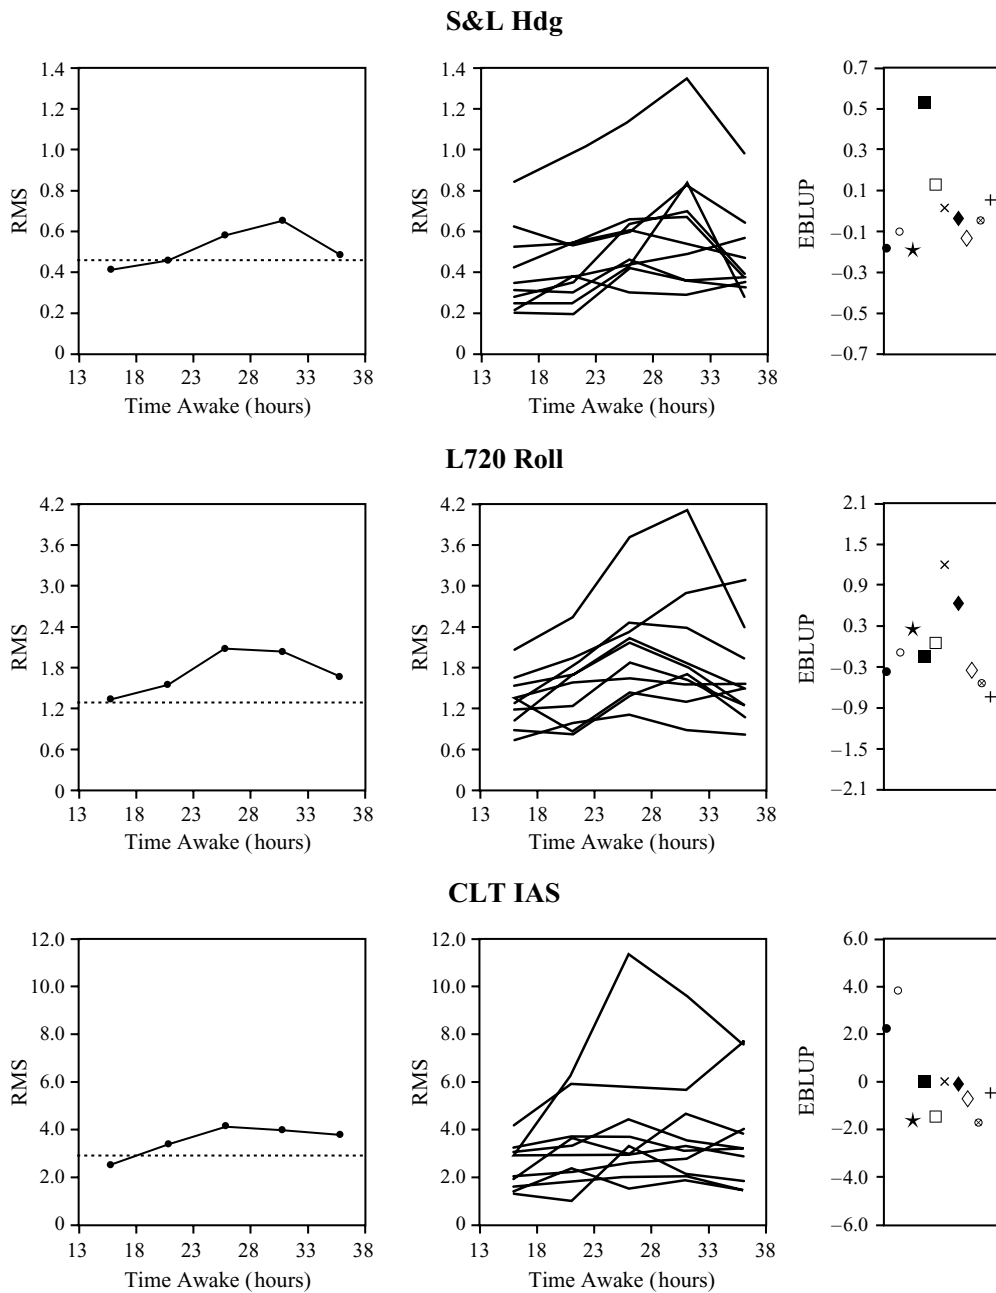 S&L Hdg
1.4
1.2
1.0
0.8
0.6
0.4
0.2
0
RMS
13 18 23 28 33 38
Time Awake (hours)
1.4
1.2
1.0
0.8
0.6
0.4
0.2
0
RMS
13 18 23 28 33 38
Time Awake (hours)
0.7
0.5
0.3
0.1
−0.1
−0.3
−0.5
−0.7
EBLUP
L720 Roll
4.2
3.6
3.0
2.4
1.8
1.2
0.6
0
RMS
13 18 23 28 33 38
Time Awake (hours)
4.2
3.6
3.0
2.4
1.8
1.2
0.6
0
RMS
13 18 23 28 33 38
Time Awake (hours)
2.1
1.5
0.9
0.3
−0.3
−0.9
−1.5
−2.1
EBLUP
CLT IAS
12.0
10.0
8.0
6.0
4.0
2.0
0
RMS
13 18 23 28 33 38
Time Awake (hours)
12.0
10.0
8.0
6.0
4.0
2.0
0
RMS
13 18 23 28 33 38
Time Awake (hours)
6.0
4.0
2.0
0
−2.0
−4.0
−6.0
EBLUP